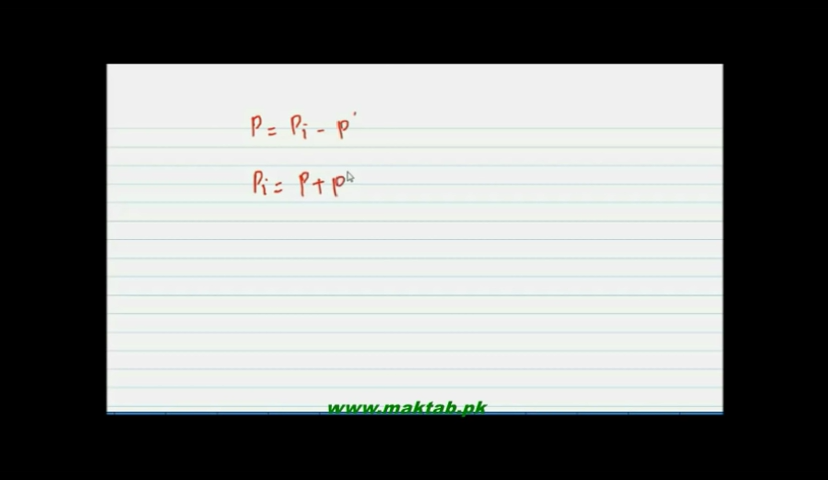 P = Pi - P'
Pi = P + P
www.maktab.pk